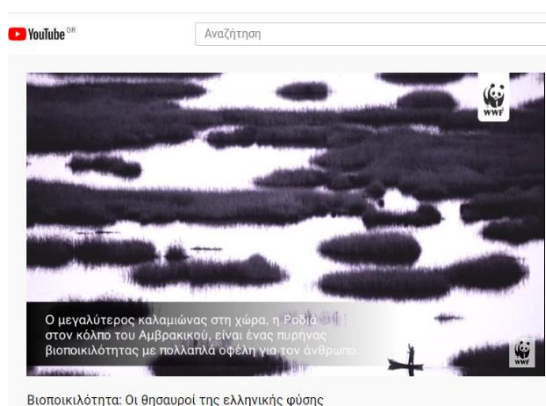 YouTube GR
Αναζήτηση
WWF
Ο μεγαλύτερος καλαμιώνας στη χώρα, η Ροδιά
στον κόλπο του Αμβρακικού, είναι ένας πυρήνας
βιοποικιλότητας με πολλαπλά οφέλη για τον άνθρωπο.
WWF
Βιοποικιλότητα: Οι θησαυροί της ελληνικής φύσης